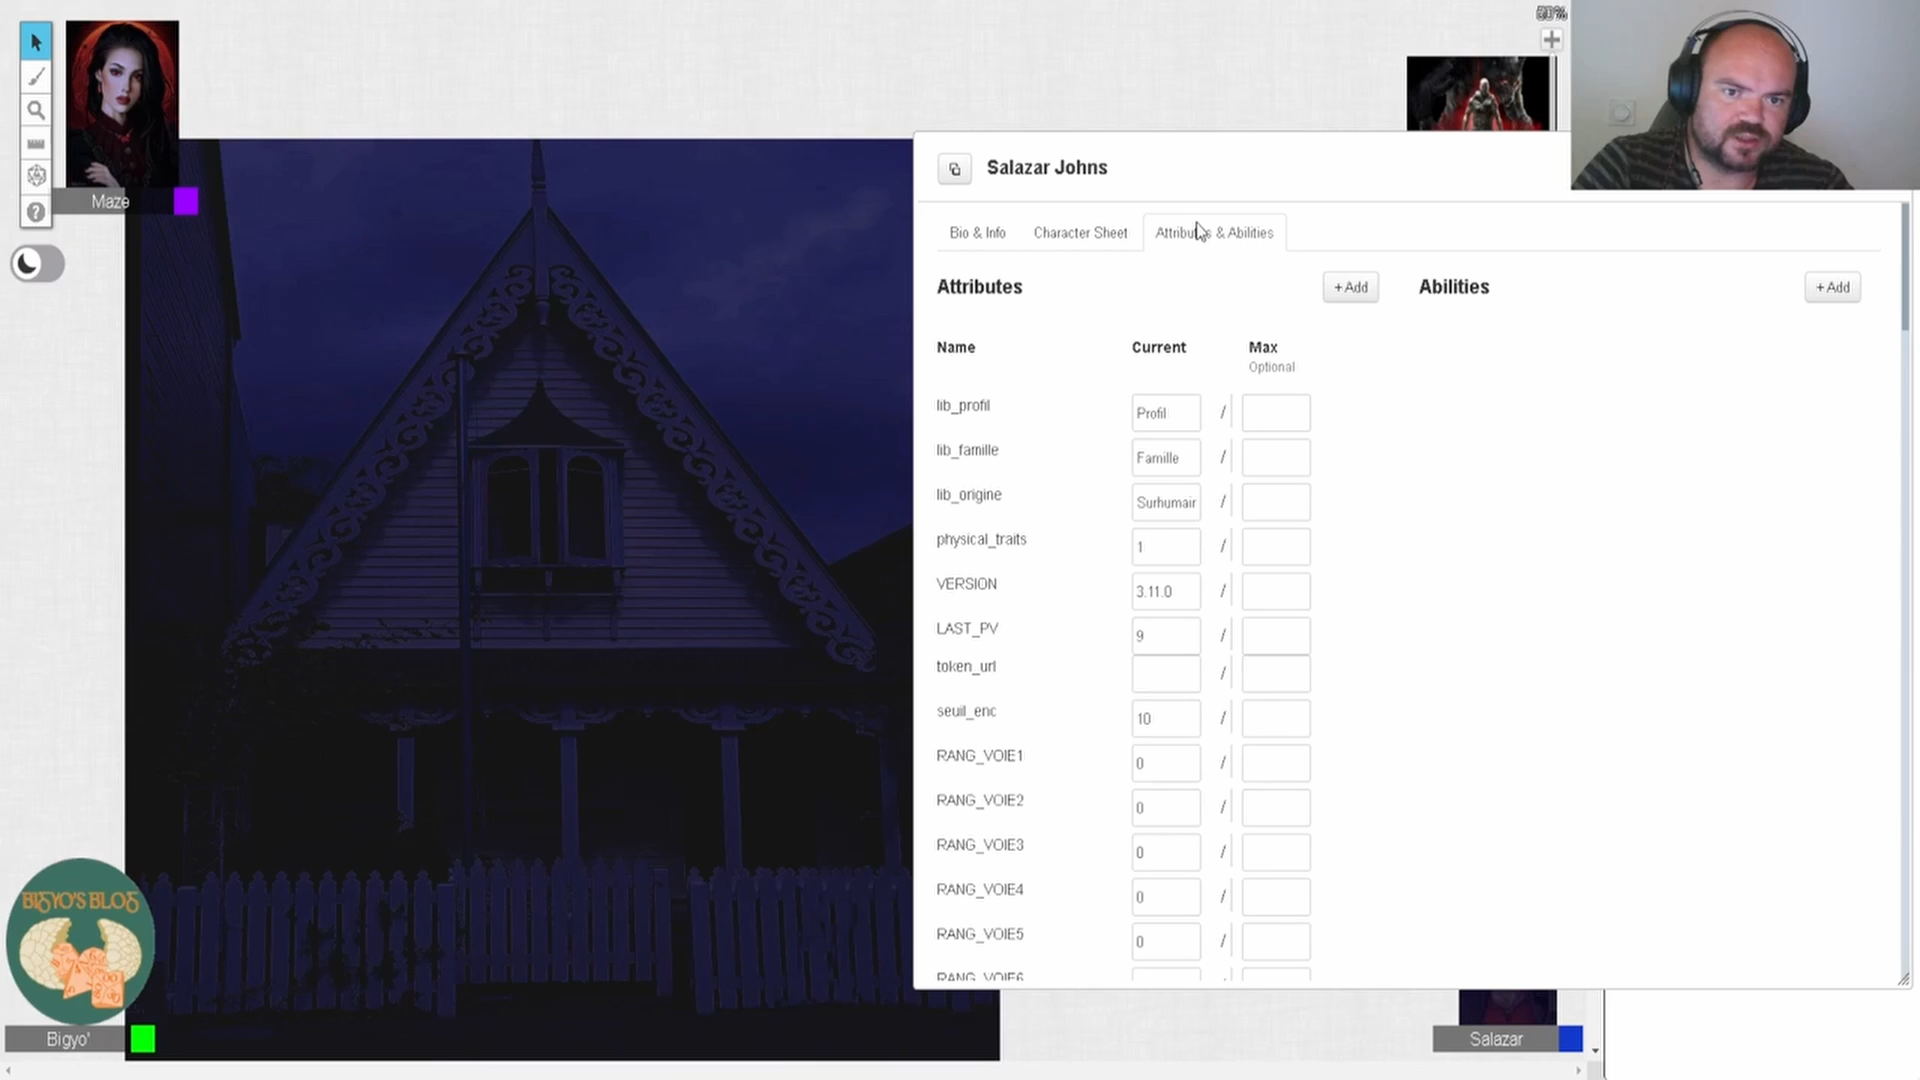 80%
Maze
Salazar Johns
Bio & Info
Character Sheet
Attributes & Abilities
Attributes
+ Add
Abilities
+ Add
Name
Current
Max
Optional
lib_profil
Profil
/
lib_famille
Famille
/
lib_origine
Surhumair
/
physical_traits
1
/
VERSION
3.11.0
/
LAST_PV
9
/
token_url
/
seuil_enc
10
/
RANG_VOIE1
0
/
RANG_VOIE2
0
/
RANG_VOIE3
0
/
RANG_VOIE4
0
/
RANG_VOIE5
0
/
RANG_VOIE6
BIGYO'S BLOG
Bigyo'
Salazar